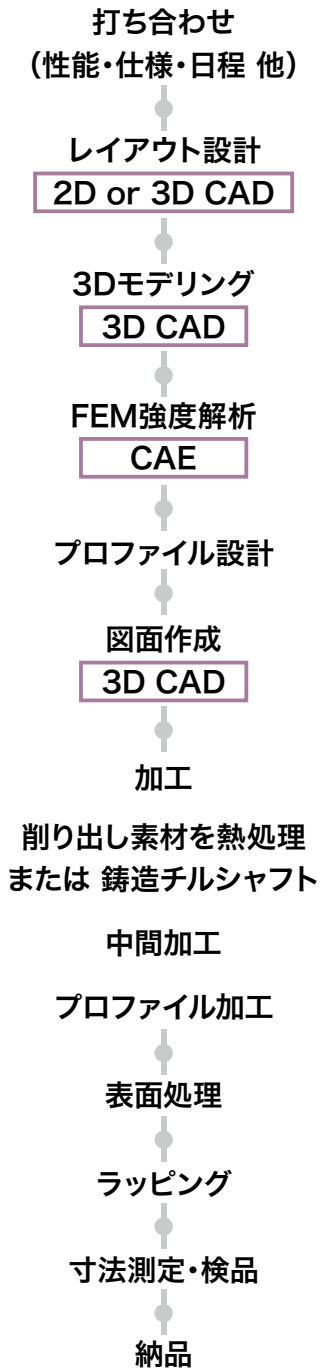 打ち合わせ
（性能・仕様・日程 他）
レイアウト設計
2D or 3D CAD
3Dモデリング
3D CAD
FEM強度解析
CAE
プロファイル設計
図面作成
3D CAD
加工
削り出し素材を熱処理
または 鋳造チルシャフト
中間加工
プロファイル加工
表面処理
ラッピング
寸法測定・検品
納品